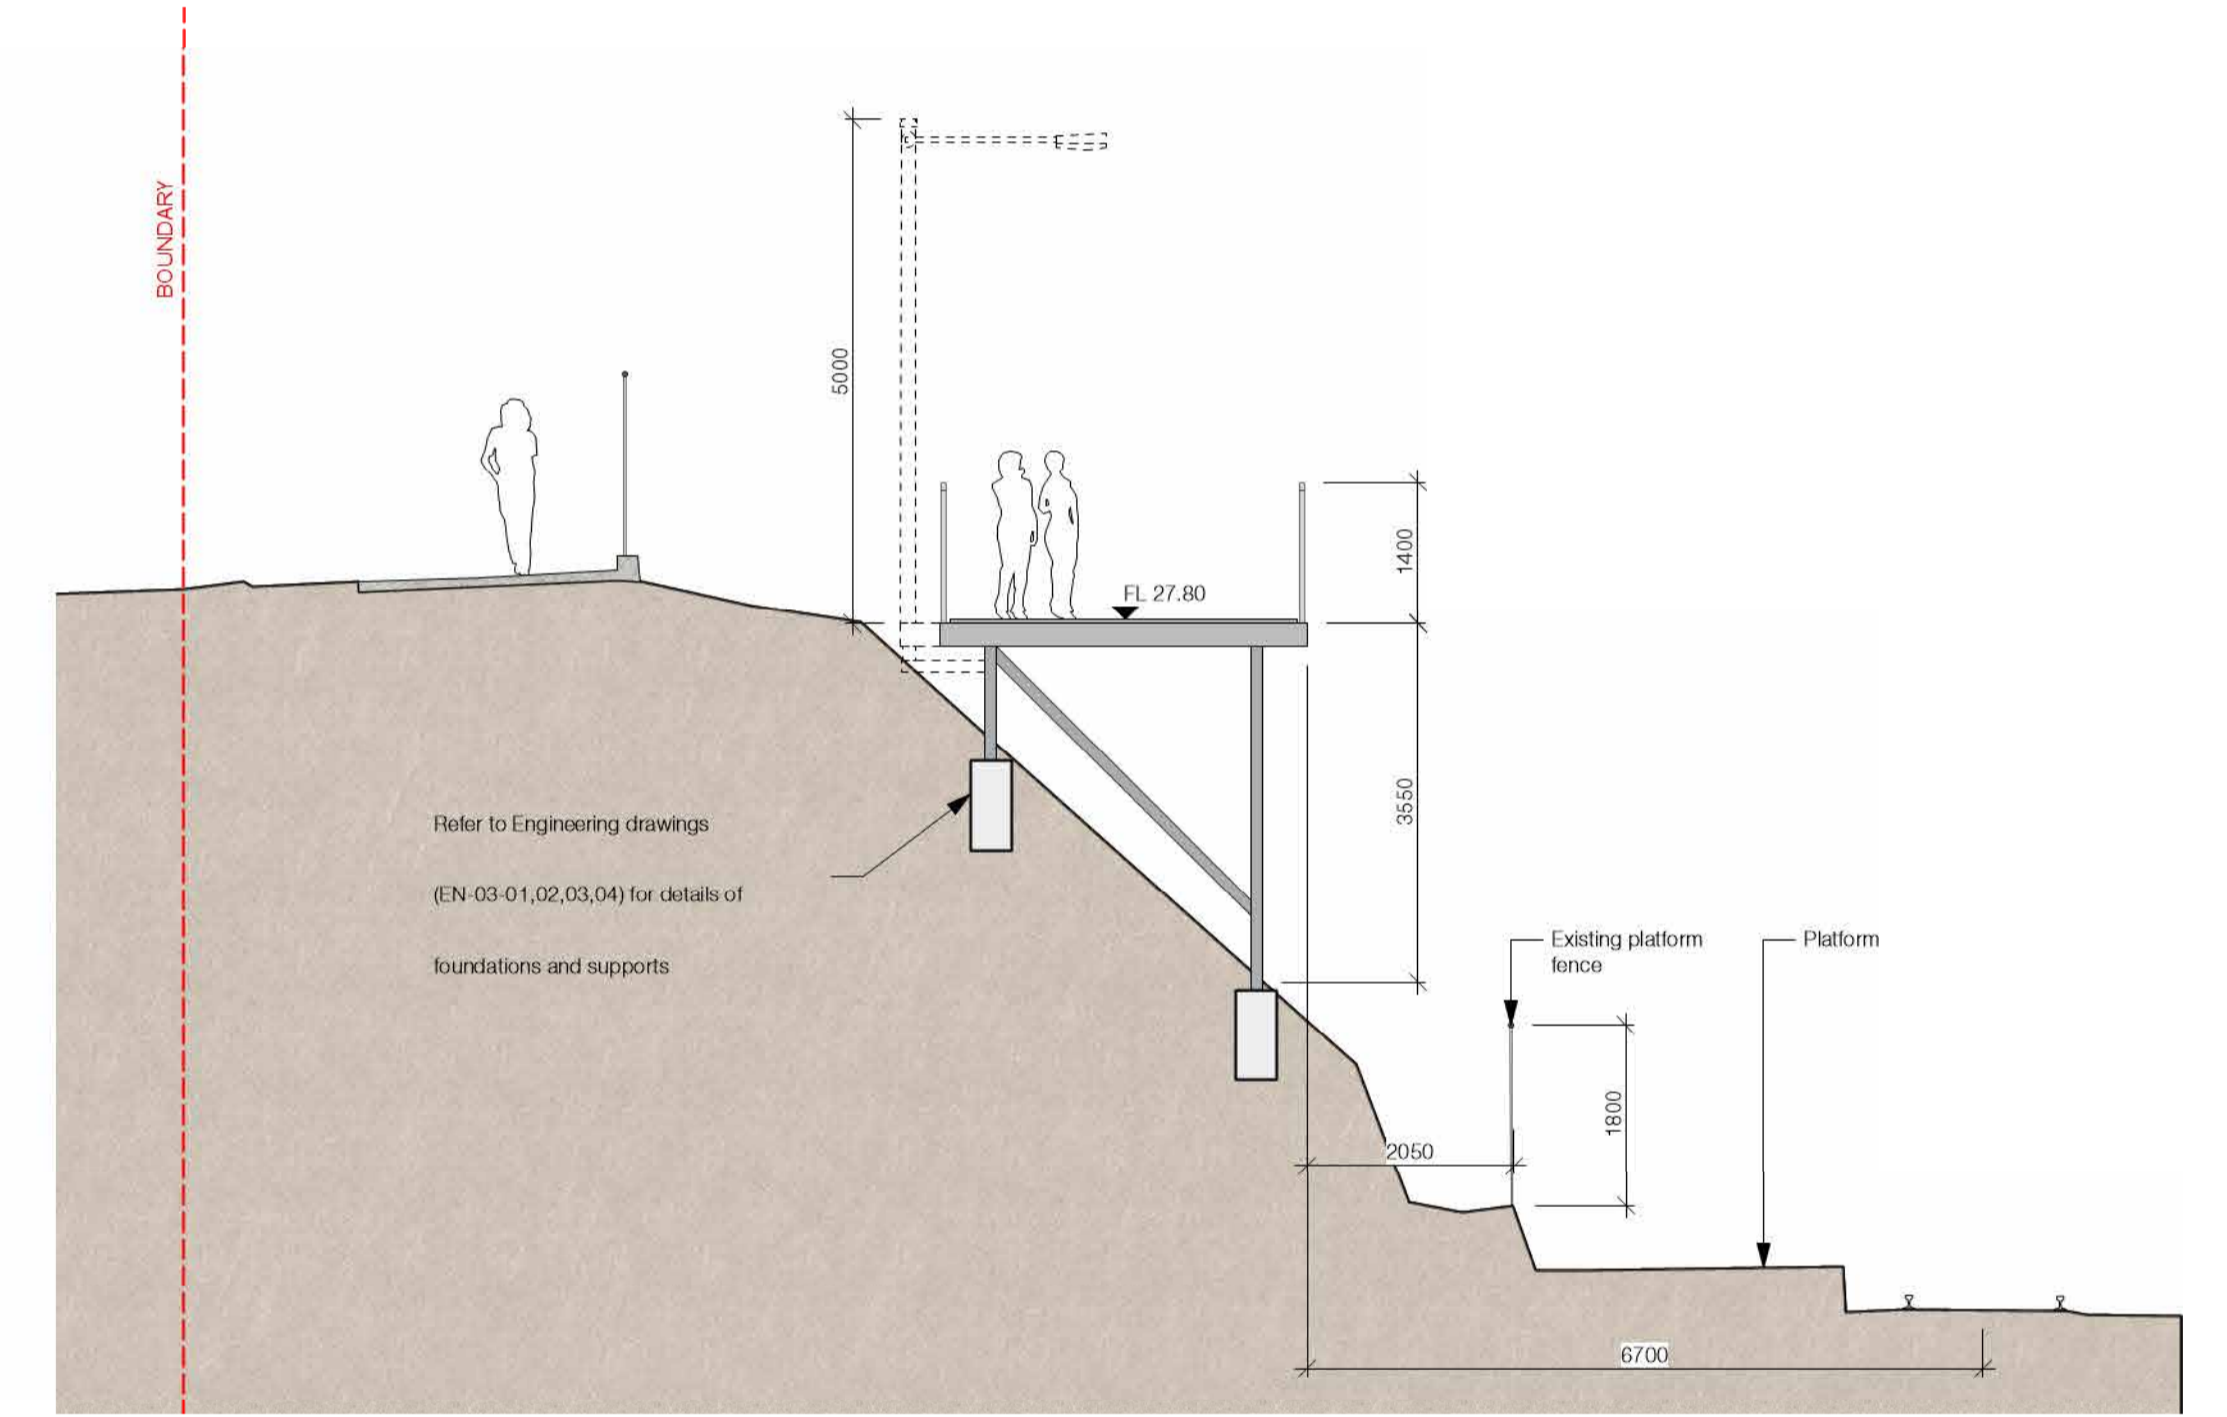 BOUNDARY
5000
FL 27.80
1400
3550
Refer to Engineering drawings
(EN-03-01,02,03,04) for details of
foundations and supports
Existing platform
fence
Platform
1800
2050
6700